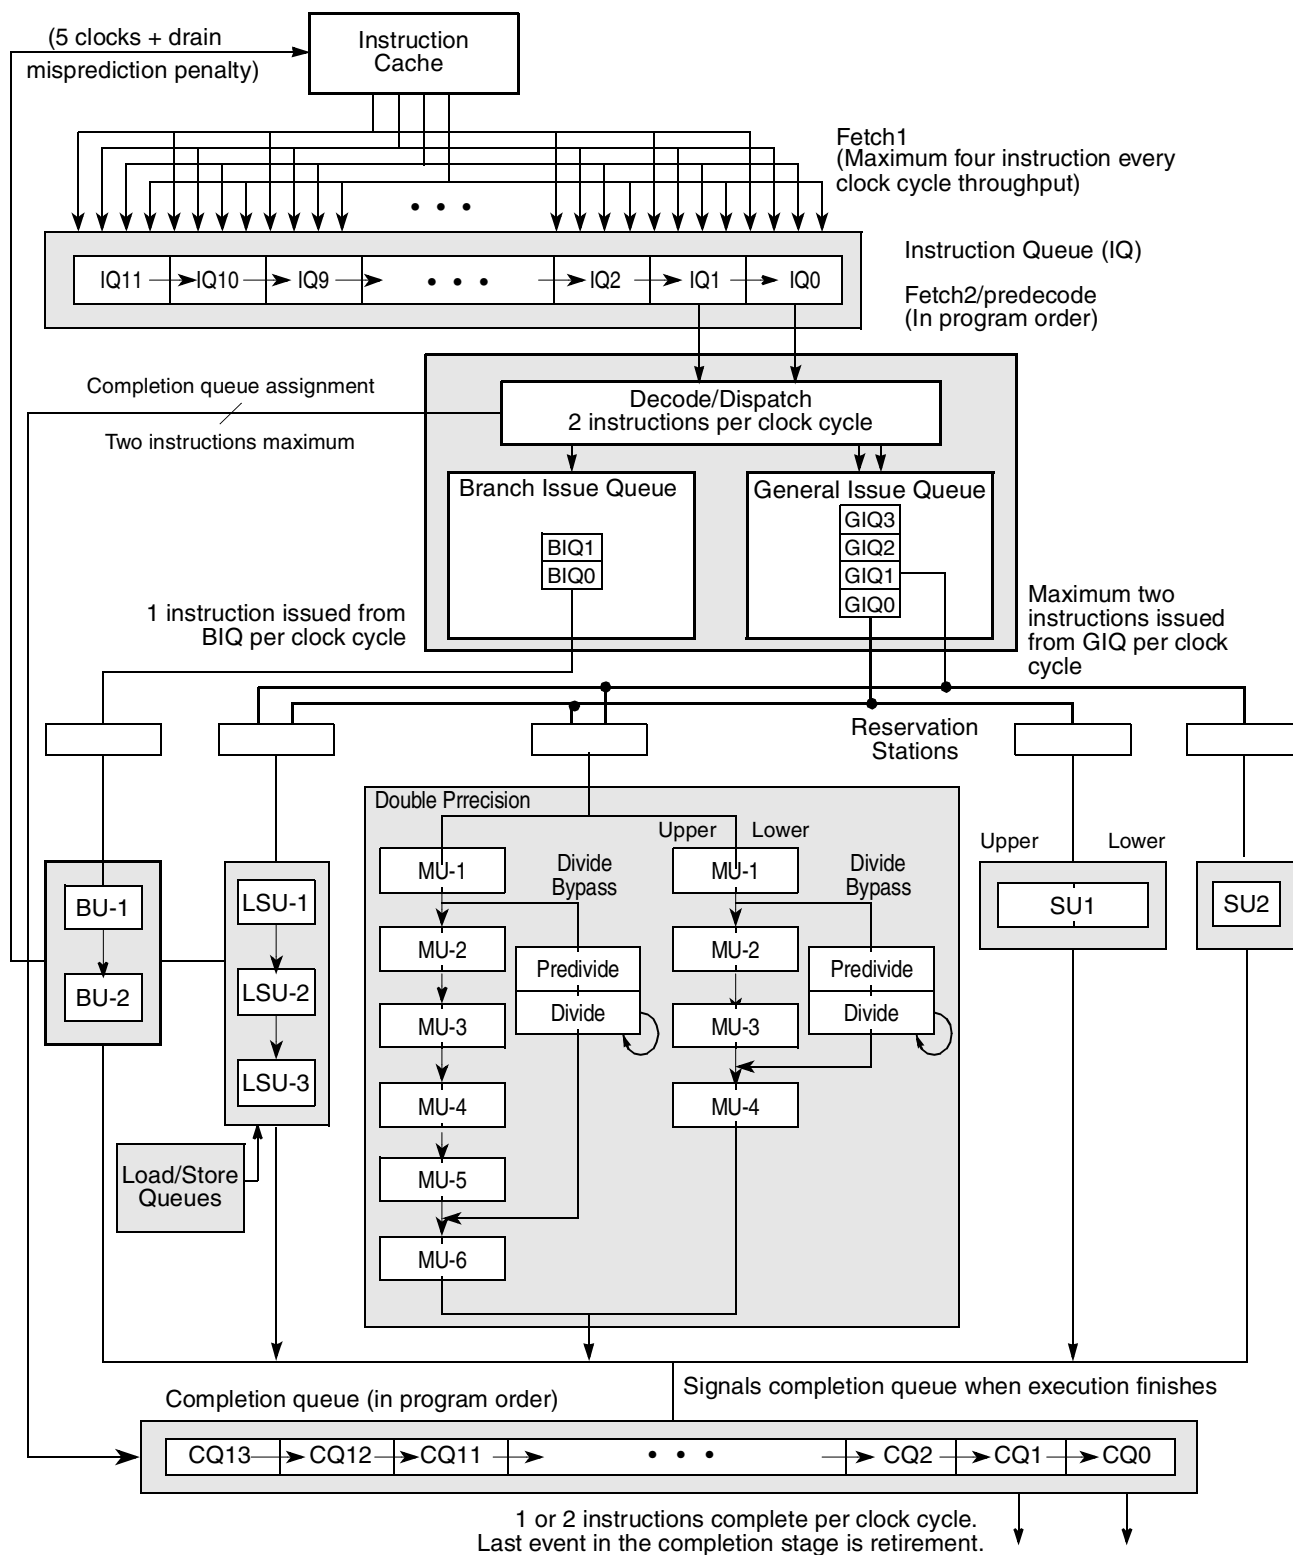 (5 clocks + drain
misprediction penalty)
Instruction
Cache
Fetch1
(Maximum four instruction every
clock cycle throughput)
• • •
Instruction Queue (IQ)
IQ11
IQ10
IQ9
• • •
IQ2
IQ1
IQ0
Fetch2/predecode
(In program order)
Completion queue assignment
Two instructions maximum
Decode/Dispatch
2 instructions per clock cycle
Branch Issue Queue
BIQ1
BIQ0
General Issue Queue
GIQ3
GIQ2
GIQ1
GIQ0
1 instruction issued from
BIQ per clock cycle
Maximum two
instructions issued
from GIQ per clock
cycle
Reservation
Stations
Double Prrecision
Upper
Lower
MU-1
Divide
Bypass
MU-1
Divide
Bypass
Upper
Lower
BU-1
BU-2
LSU-1
LSU-2
LSU-3
MU-2
MU-3
MU-4
MU-5
MU-6
Predivide
Divide
MU-2
MU-3
MU-4
Predivide
Divide
SU1
SU2
Load/Store
Queues
Signals completion queue when execution finishes
Completion queue (in program order)
CQ13
CQ12
CQ11
• • •
CQ2
CQ1
CQ0
1 or 2 instructions complete per clock cycle.
Last event in the completion stage is retirement.